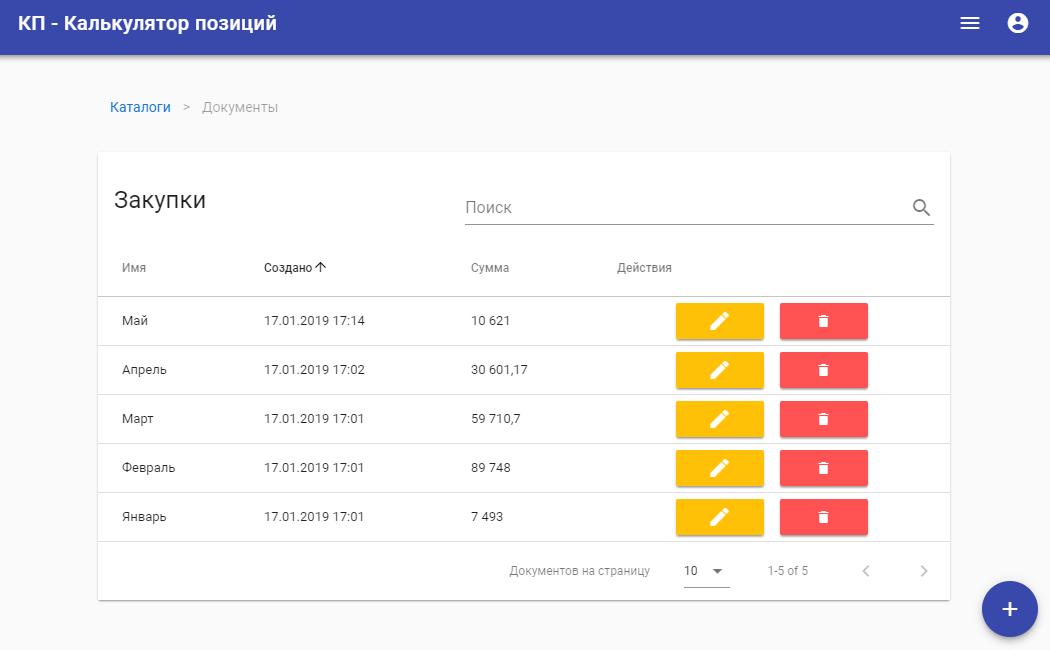 КП - Калькулятор позиций
Каталоги > Документы
Закупки
Поиск
Имя Создано Сумма Действия
Май 17.01.2019 17:14 10 621
Апрель 17.01.2019 17:02 30 601,17
Март 17.01.2019 17:01 59 710,7
Февраль 17.01.2019 17:01 89 748
Январь 17.01.2019 17:01 7 493
Документов на страницу 10 1-5 of 5